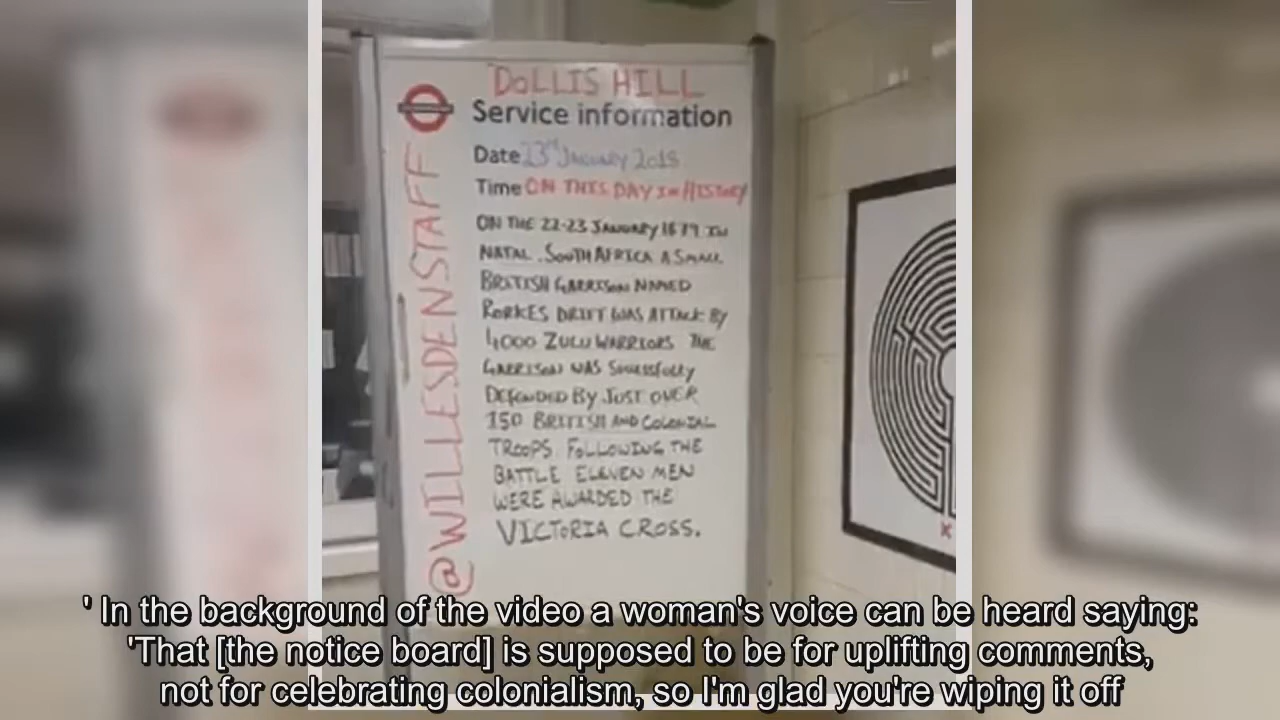 DOLLIS HILL
Service information
Date 23rd JANUARY 2018
Time ON THIS DAY IN HISTORY
ON THE 22-23 JANUARY 1879 IN
NATAL. SOUTH AFRICA A SMALL
BRITISH GARRISON NAMED
RORKES DRIFT WAS ATTACK BY
4000 ZULU WARRIORS THE
GARRISON WAS SUCESSFULLY
DEFENDED BY JUST OVER
150 BRITISH AND COLONIAL
TROOPS. FOLLOWING THE
BATTLE ELEVEN MEN
WERE AWARDED THE
VICTORIA CROSS.
@WILLESDENSTAFF
X
' In the background of the video a woman's voice can be heard saying:
'That [the notice board] is supposed to be for uplifting comments,
not for celebrating colonialism, so I'm glad you're wiping it off